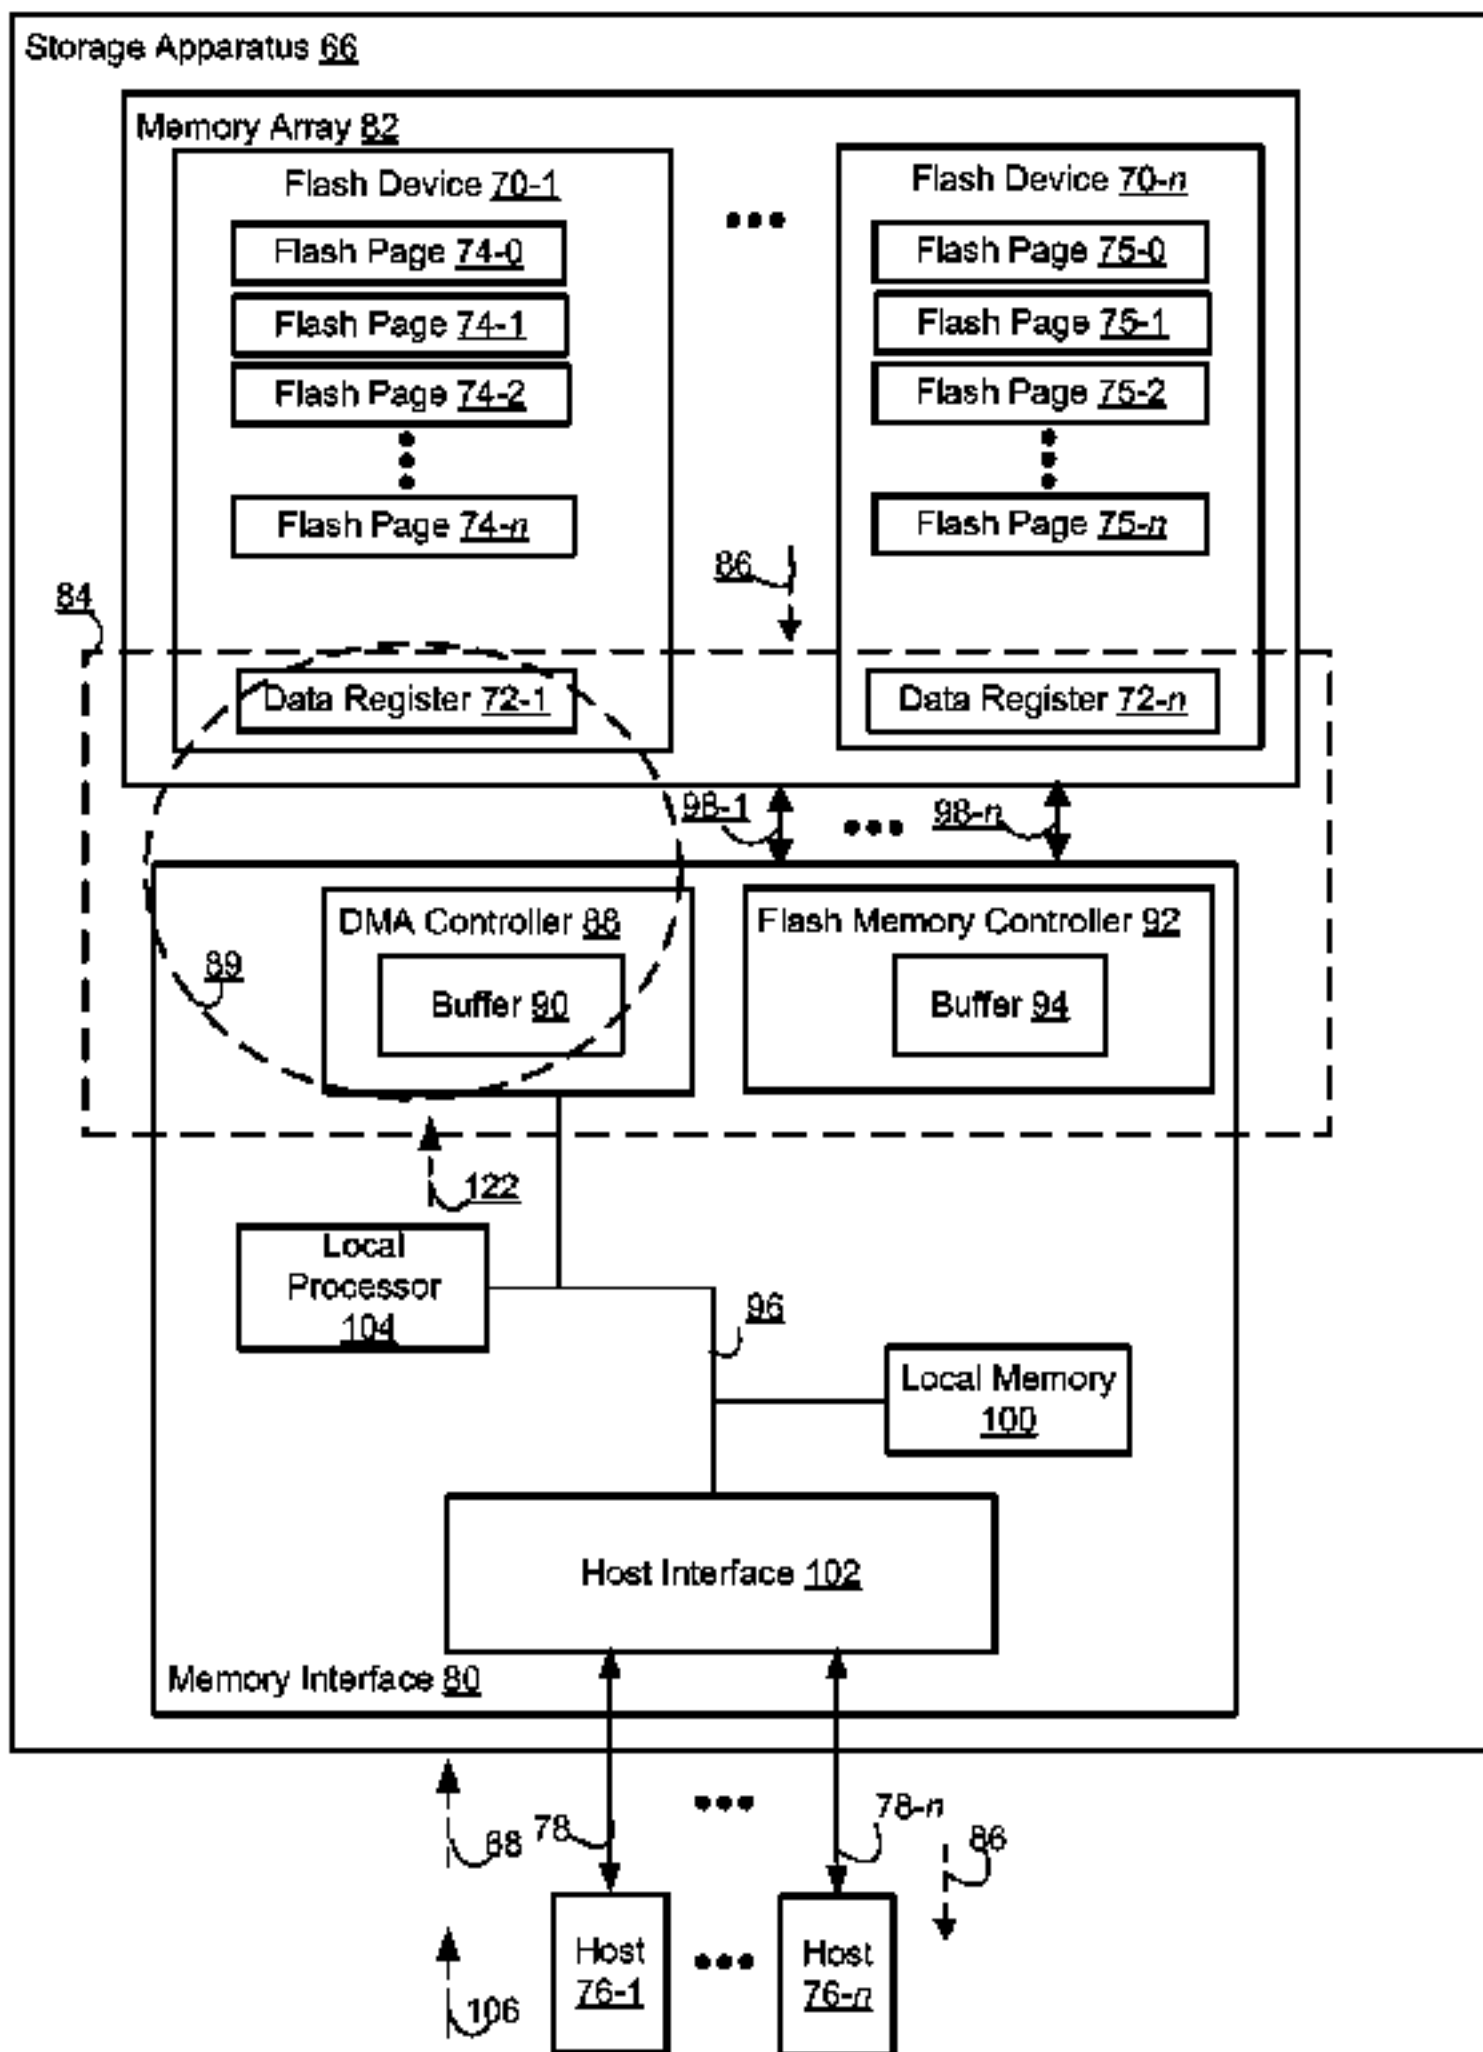 Storage Apparatus 66
Memory Array 82
Flash Device 70-1
Flash Device 70-n
Flash Page 74-0
Flash Page 75-0
Flash Page 74-1
Flash Page 75-1
Flash Page 74-2
Flash Page 75-2
Flash Page 74-n
Flash Page 75-n
86
84
Data Register 72-1
Data Register 72-n
98-1
98-n
DMA Controller 88
Flash Memory Controller 92
89
Buffer 90
Buffer 94
122
Local
Processor
104
96
Local Memory
100
Host Interface 102
Memory Interface 80
78
78-n
68
86
Host
76-1
Host
76-n
106